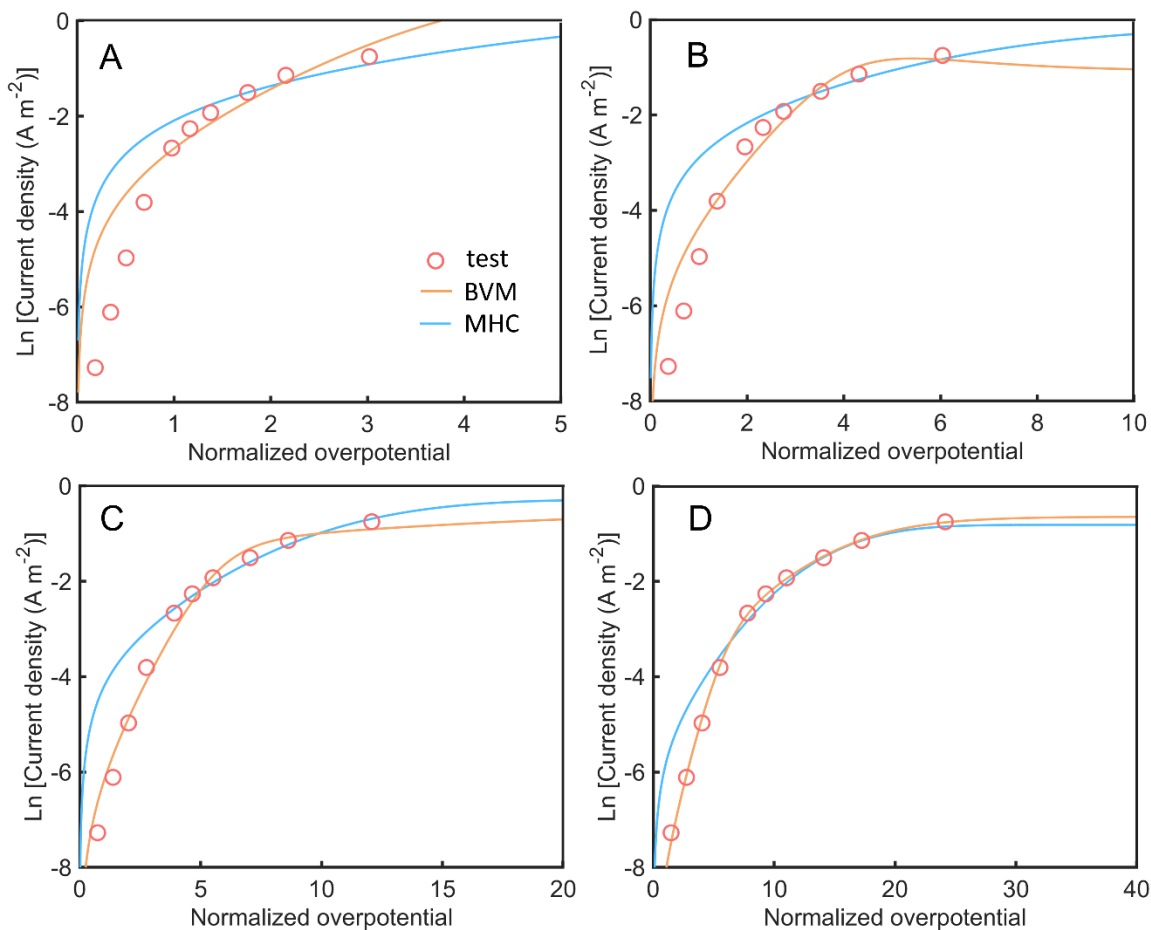 A
0
-2
-4
-6
-8
0
1
2
3
4
5
Ln [Current density (A m⁻²)]
Normalized overpotential
test
BVM
MHC
B
0
-2
-4
-6
-8
0
2
4
6
8
10
Ln [Current density (A m⁻²)]
Normalized overpotential
C
0
-2
-4
-6
-8
0
5
10
15
20
Ln [Current density (A m⁻²)]
Normalized overpotential
D
0
-2
-4
-6
-8
0
10
20
30
40
Ln [Current density (A m⁻²)]
Normalized overpotential